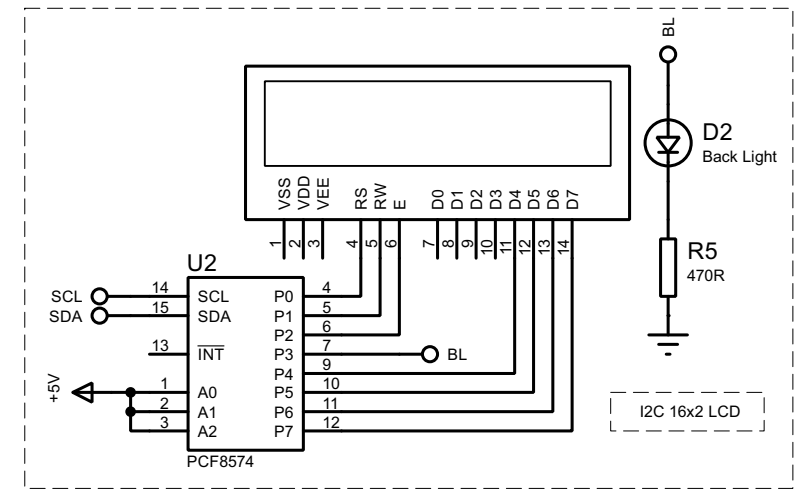 BL
D2
Back Light
VSS
VDD
VEE
RS
RW
E
D0
D1
D2
D3
D4
D5
D6
D7
1
2
3
4
5
6
7
8
9
10
11
12
13
14
R5
470R
U2
SCL 14 SCL P0 4
SDA 15 SDA P1 5
P2 6
13 INT P3 7 BL
P4 9
+5V 1 A0 P5 10
2 A1 P6 11
3 A2 P7 12
PCF8574
I2C 16x2 LCD